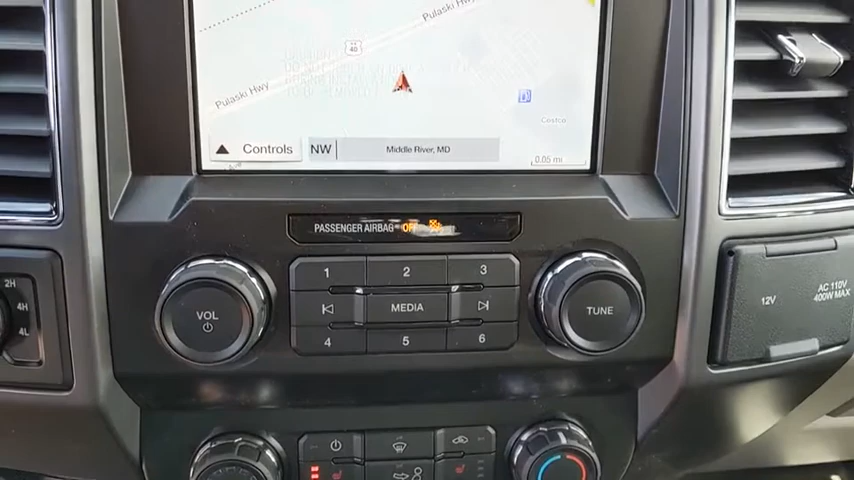 Pulaski Hwy
40
Pulaski Hwy
Costco
Controls
NW
Middle River, MD
0.05 mi
PASSENGER AIRBAG OFF
1 2 3
VOL
MEDIA
TUNE
4 5 6
2H
4H
4L
12V
AC 110V
400W MAX